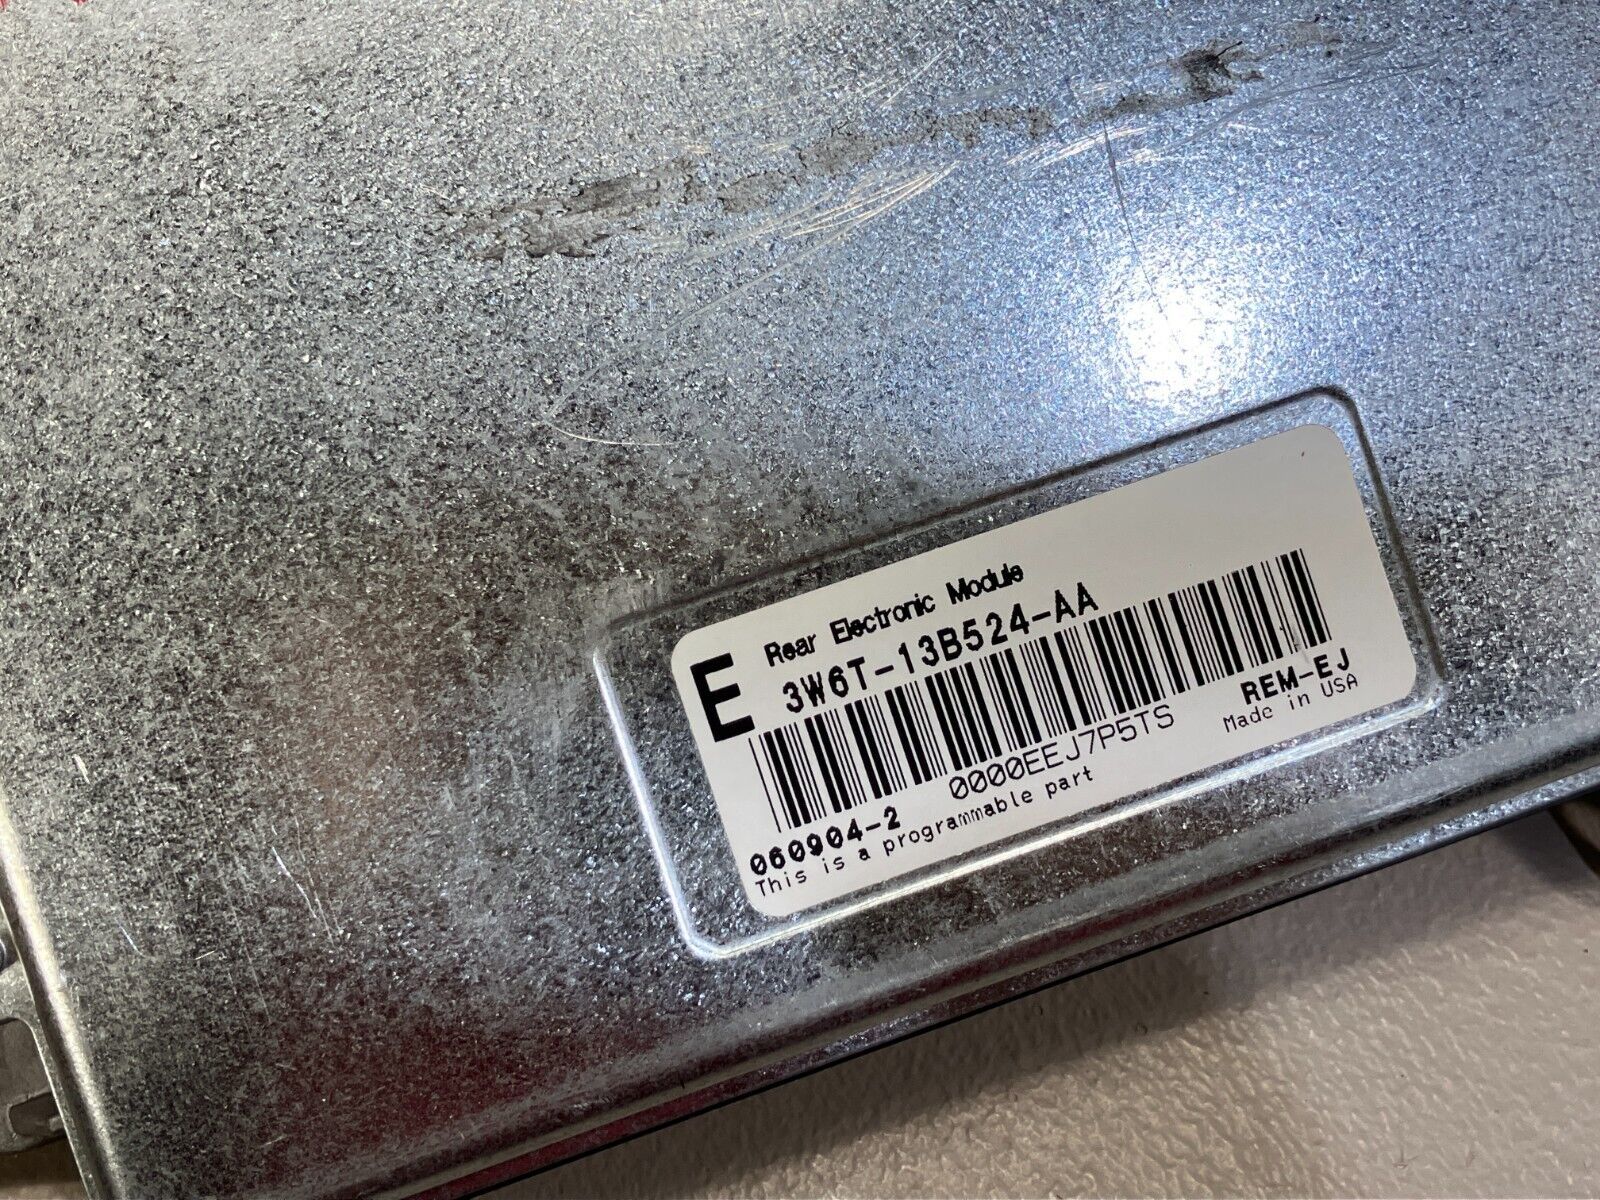 E
Rear Electronic Module
3W6T-13B524-AA
REM-EJ
0000EEJ7P5TS
Made in USA
060904-2
This is a programmable part